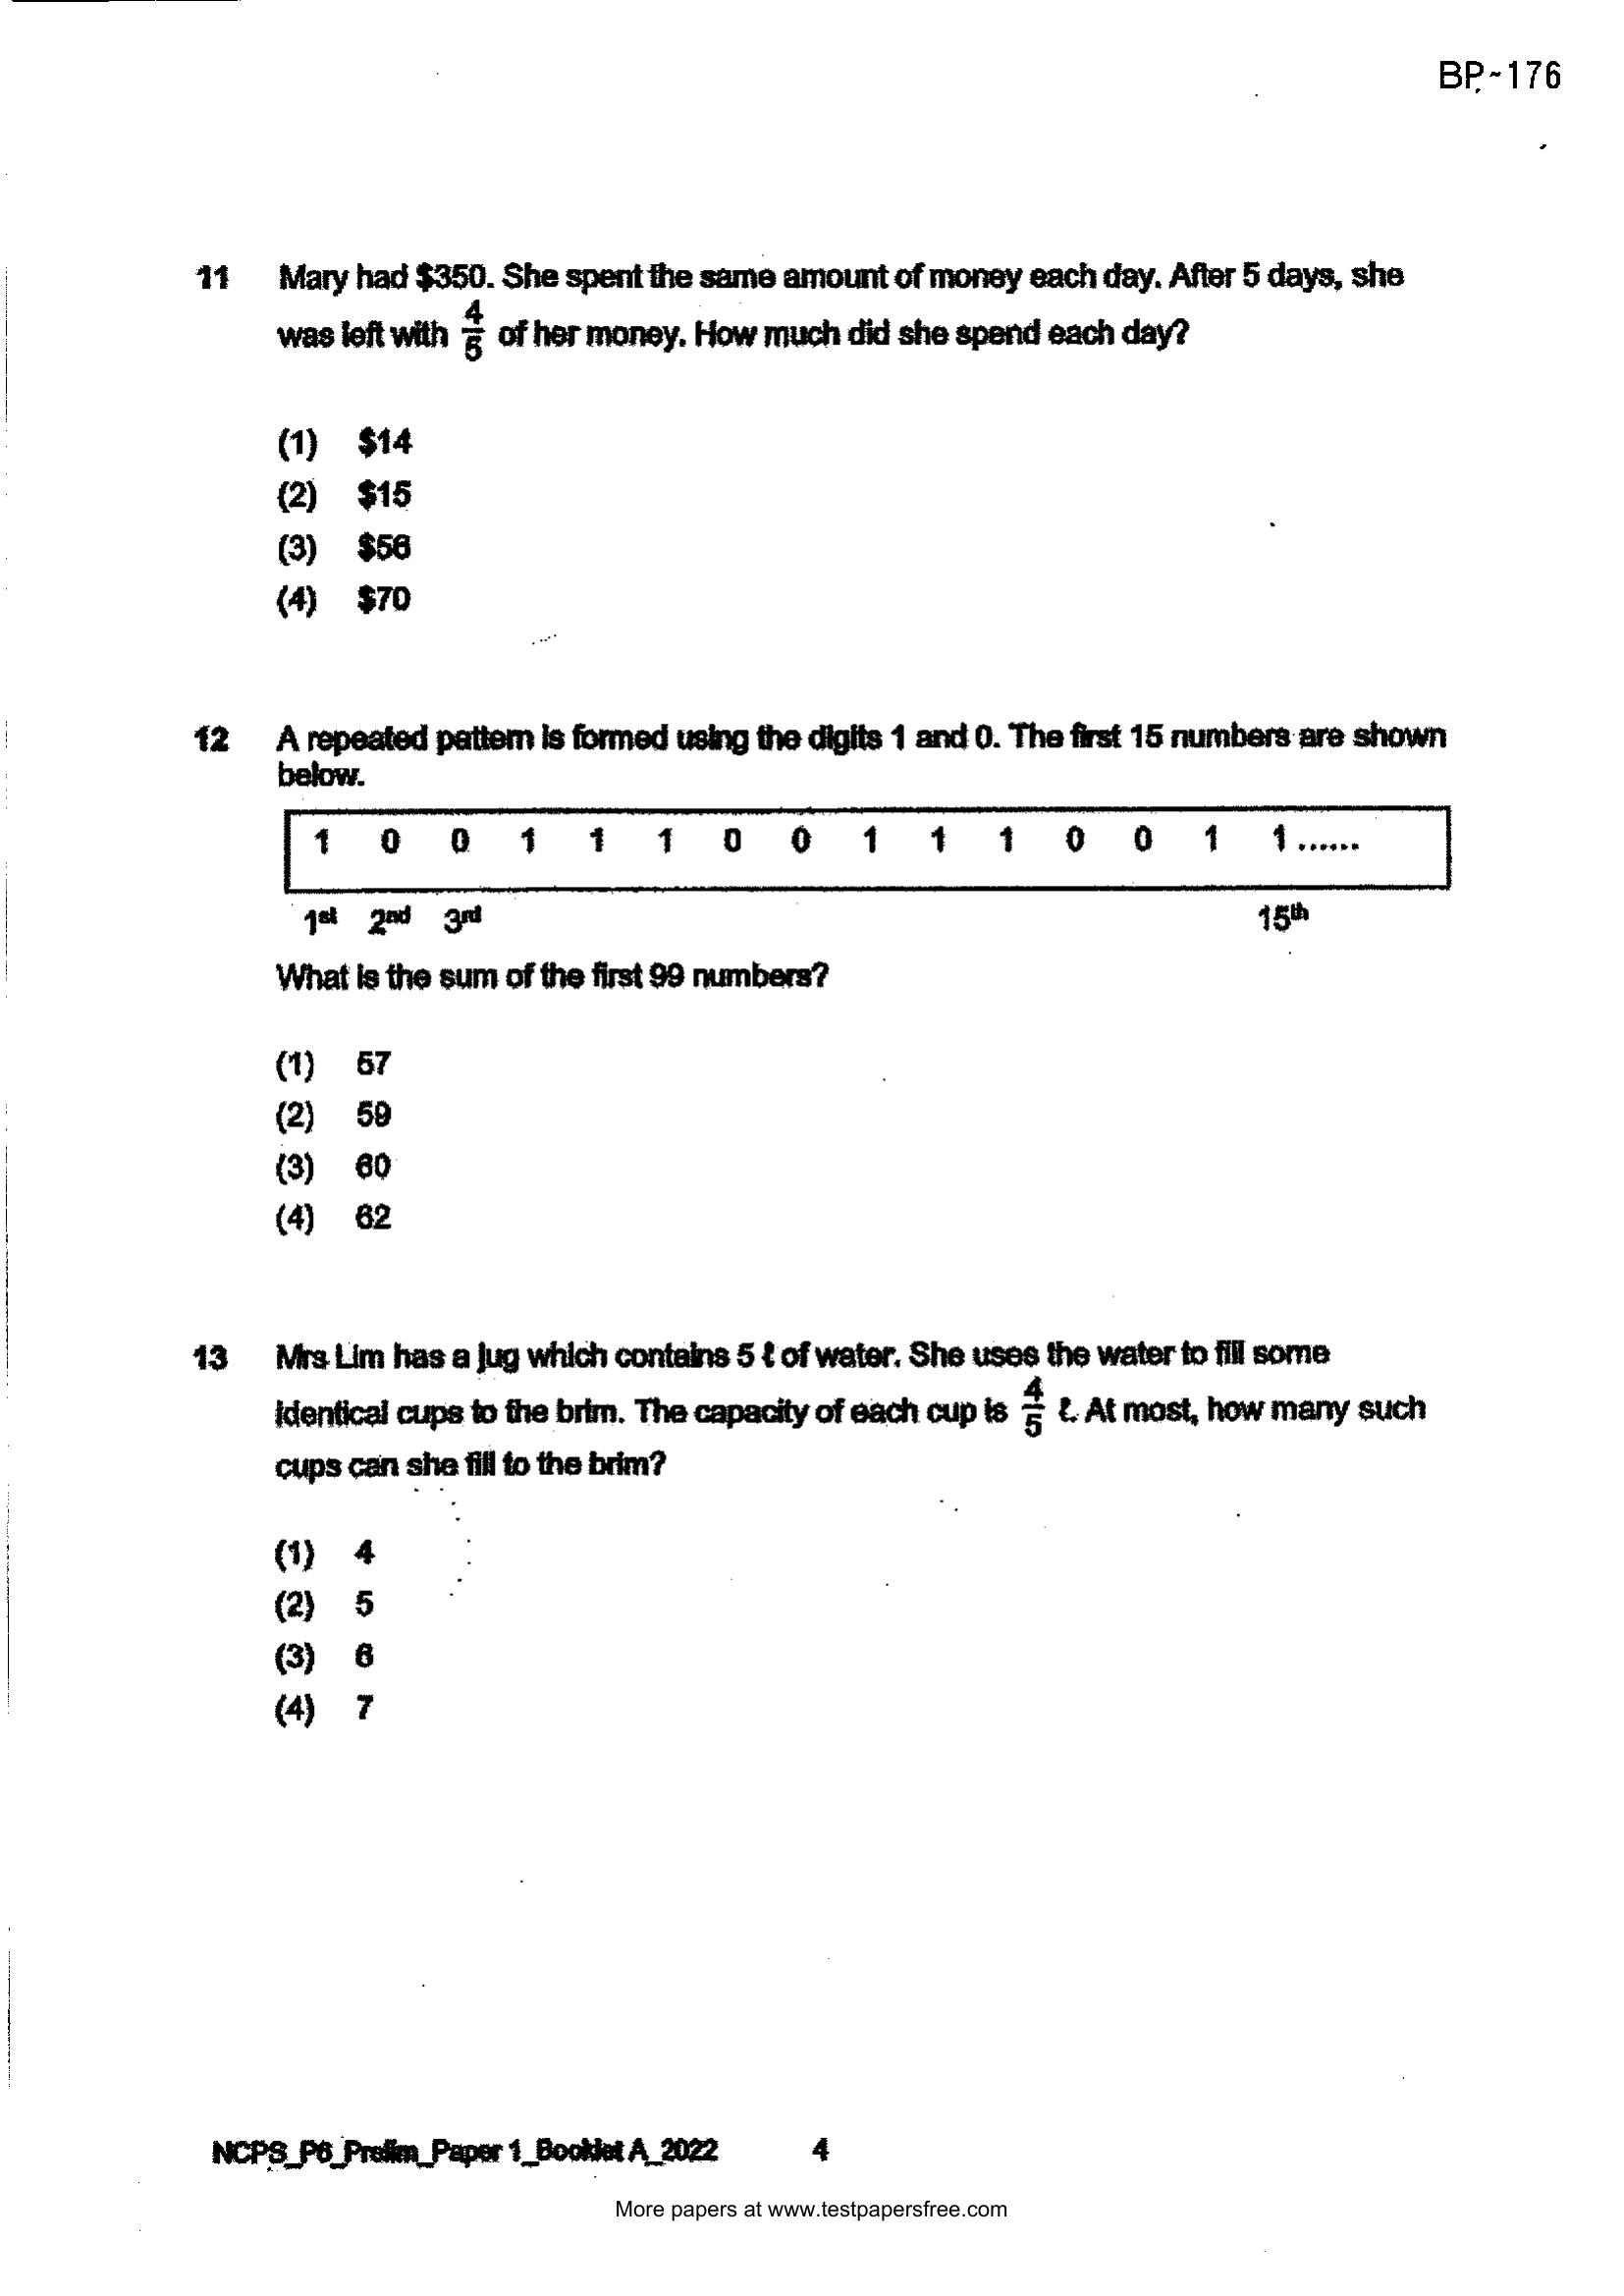 BP-176
11 Mary had $350. She spent the same amount of money each day. After 5 days, she
was left with 4/5 of her money. How much did she spend each day?
(1) $14
(2) $15
(3) $56
(4) $70
12 A repeated pattern is formed using the digits 1 and 0. The first 15 numbers are shown
below.
1 0 0 1 1 1 0 0 1 1 1 0 0 1 1 ......
1st 2nd 3rd 15th
What is the sum of the first 99 numbers?
(1) 57
(2) 59
(3) 60
(4) 62
13 Mrs Lim has a jug which contains 5 ℓ of water. She uses the water to fill some
identical cups to the brim. The capacity of each cup is 4/5 ℓ. At most, how many such
cups can she fill to the brim?
(1) 4
(2) 5
(3) 6
(4) 7
NCPS_P6_Prelim_Paper 1_Booklet A_2022 4
More papers at www.testpapersfree.com